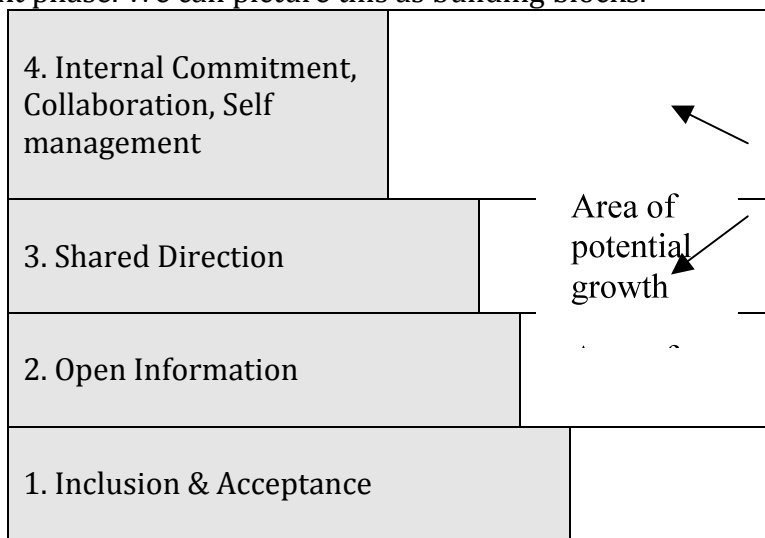 4. Internal Commitment,
Collaboration, Self
management
Area of
potential
growth
3. Shared Direction
2. Open Information
1. Inclusion & Acceptance